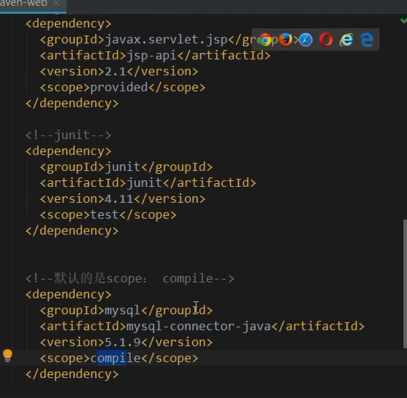 aven-web
<dependency>
<groupId>javax.servlet.jsp</gr
<artifactId>jsp-api</artifactId>
<version>2.1</version>
<scope>provided</scope>
</dependency>
<!--junit-->
<dependency>
<groupId>junit</groupId>
<artifactId>junit</artifactId>
<version>4.11</version>
<scope>test</scope>
</dependency>
<!--默认的是scope： compile-->
<dependency>
<groupId>mysql</groupId>
<artifactId>mysql-connector-java</artifactId>
<version>5.1.9</version>
<scope>compile</scope>
</dependency>